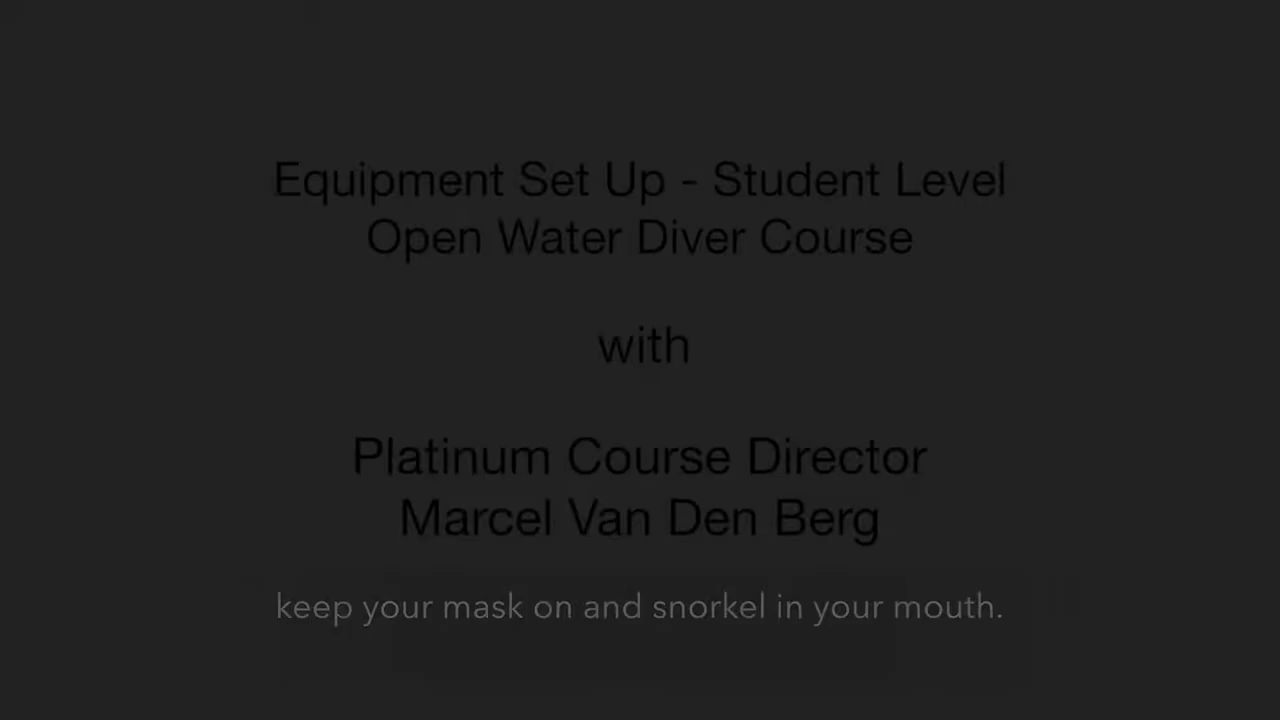 Equipment Set Up - Student Level
Open Water Diver Course
with
Platinum Course Director
Marcel Van Den Berg
keep your mask on and snorkel in your mouth.